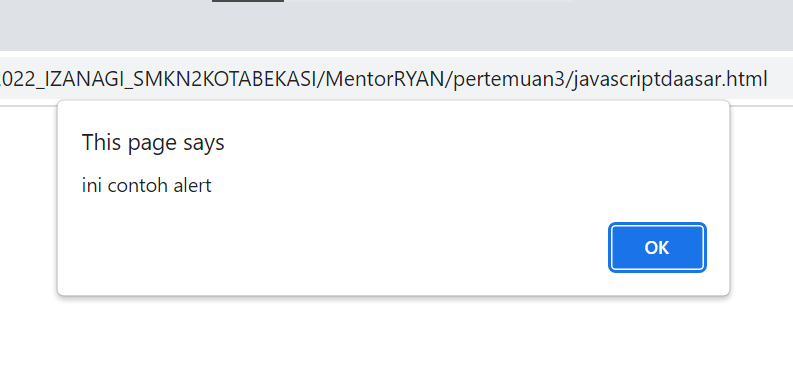 022_IZANAGI_SMKN2KOTABEKASI/MentorRYAN/pertemuan3/javascriptdaasar.html
This page says
ini contoh alert
OK